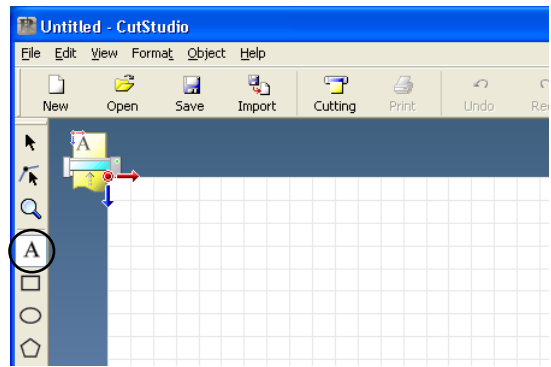 Untitled - CutStudio
File Edit View Format Object Help
New Open Save Import Cutting Print Undo
A
A